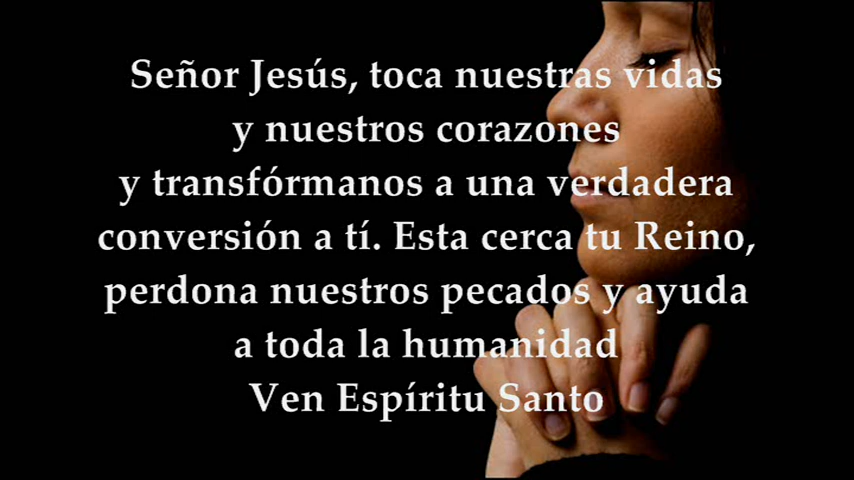 Señor Jesús, toca nuestras vidas
y nuestros corazones
y transfórmanos a una verdadera
conversión a tí. Esta cerca tu Reino,
perdona nuestros pecados y ayuda
a toda la humanidad
Ven Espíritu Santo